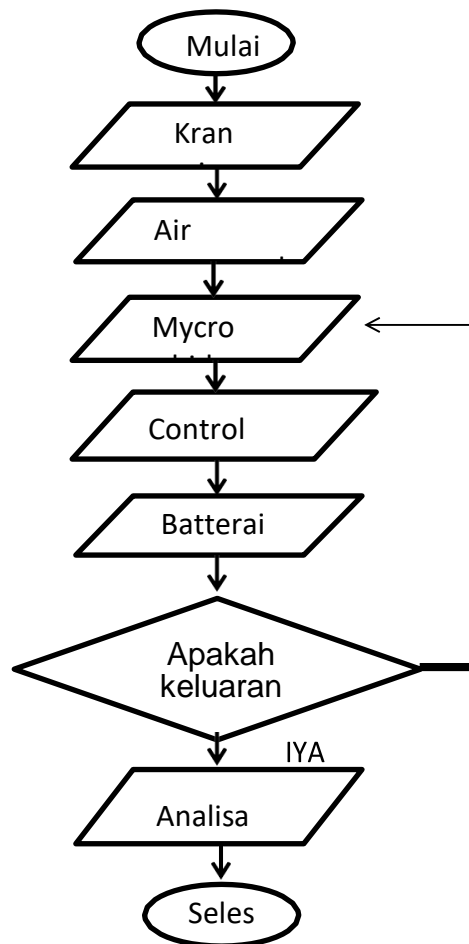 Mulai
Kran
Air
Mycro
Control
Batterai
Apakah
keluaran
IYA
Analisa
Seles